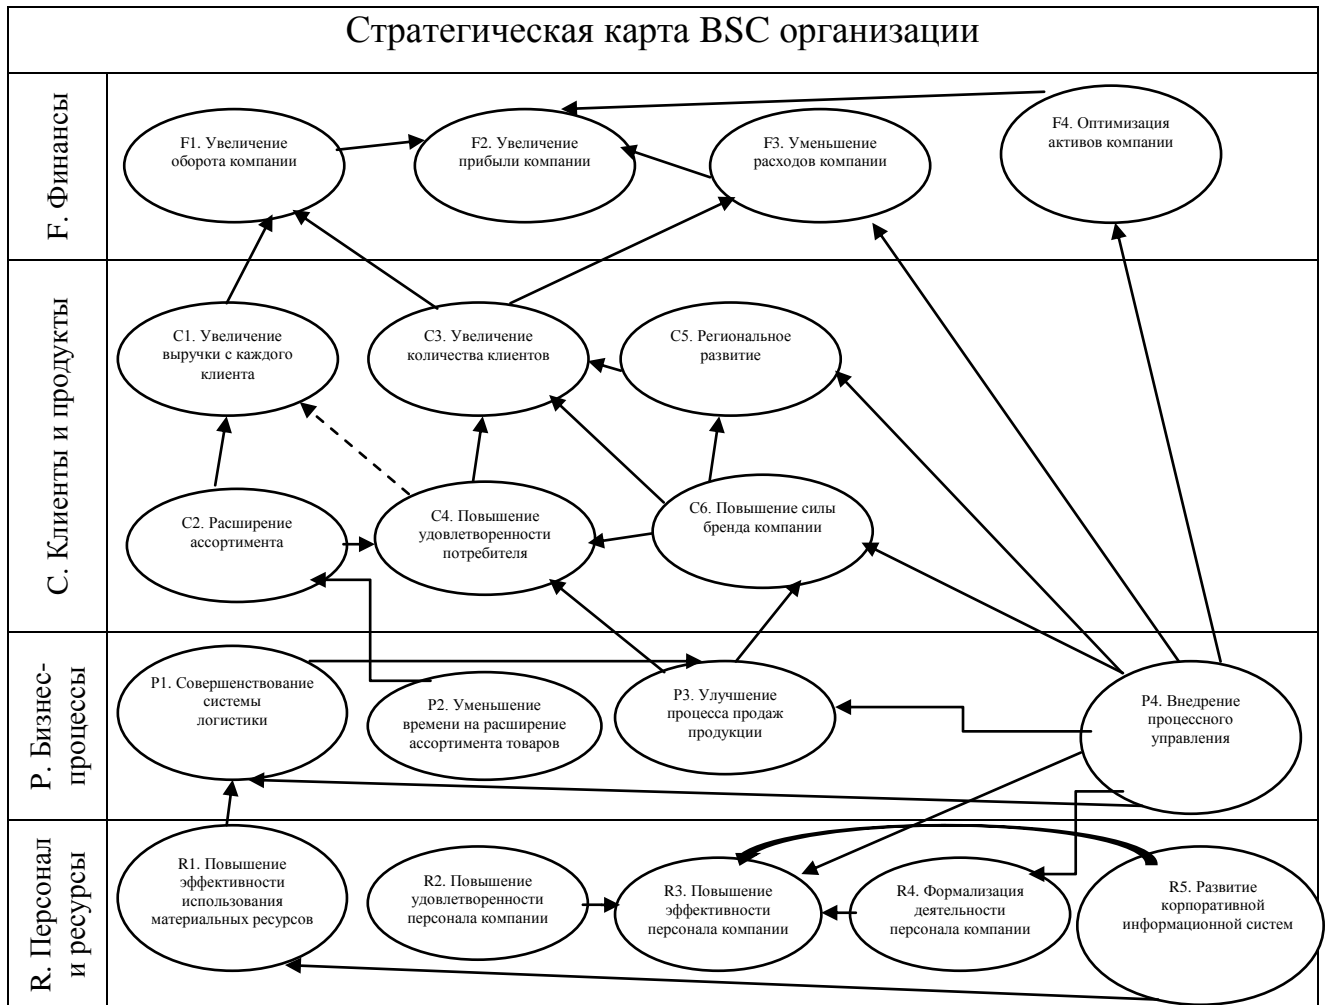 Стратегическая карта BSC организации
F. Финансы
F1. Увеличение
оборота компании
F2. Увеличение
прибыли компании
F3. Уменьшение
расходов компании
F4. Оптимизация
активов компании
C. Клиенты и продукты
C1. Увеличение
выручки с каждого
клиента
C3. Увеличение
количества клиентов
C5. Региональное
развитие
C2. Расширение
ассортимента
C4. Повышение
удовлетворенности
потребителя
C6. Повышение силы
бренда компании
P. Бизнес-
процессы
P1. Совершенствование
системы
логистики
P2. Уменьшение
времени на расширение
ассортимента товаров
P3. Улучшение
процесса продаж
продукции
P4. Внедрение
процессного
управления
R. Персонал
и ресурсы
R1. Повышение
эффективности
использования
материальных ресурсов
R2. Повышение
удовлетворенности
персонала компании
R3. Повышение
эффективности
персонала компании
R4. Формализация
деятельности
персонала компании
R5. Развитие
корпоративной
информационной систем